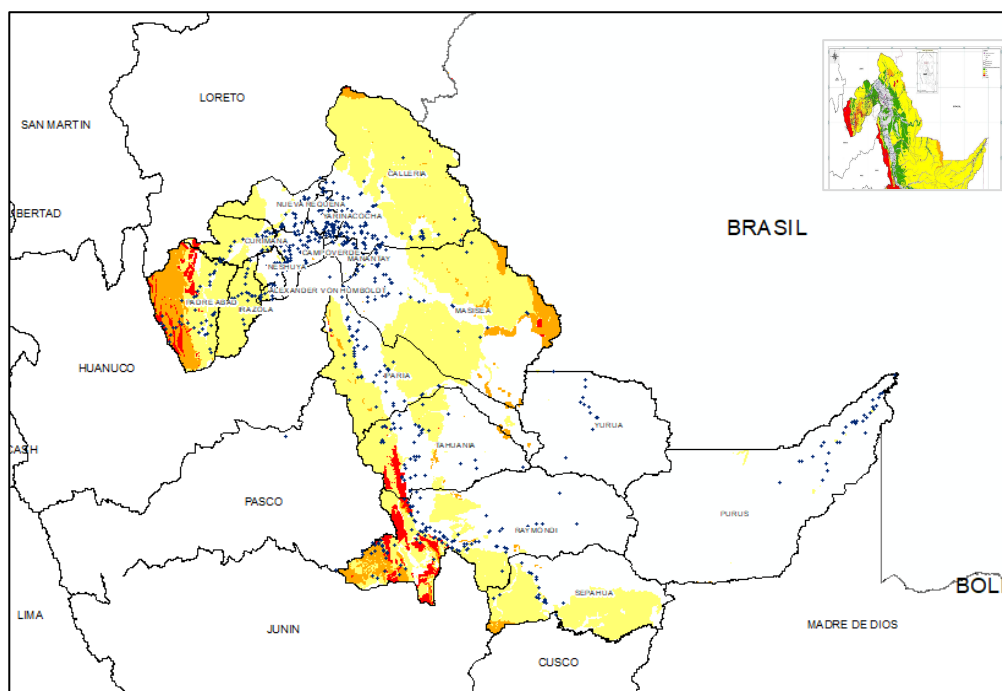 LORETO
SAN MARTIN
CALLERIA
NUEVA REQUENA
YARINACOCHA
BERTAD
BRASIL
CURIMANA
CAMPOVERDE
MANANTAY
NESHUYA
ALEXANDER VON HUMBOLDT
PADRE ABAD
IRAZOLA
MASISEA
HUANUCO
IPARIA
YURUA
TAHUANIA
CASH
PASCO
PURUS
RAYMONDI
BOLI
SEPAHUA
LIMA
JUNIN
MADRE DE DIOS
CUSCO